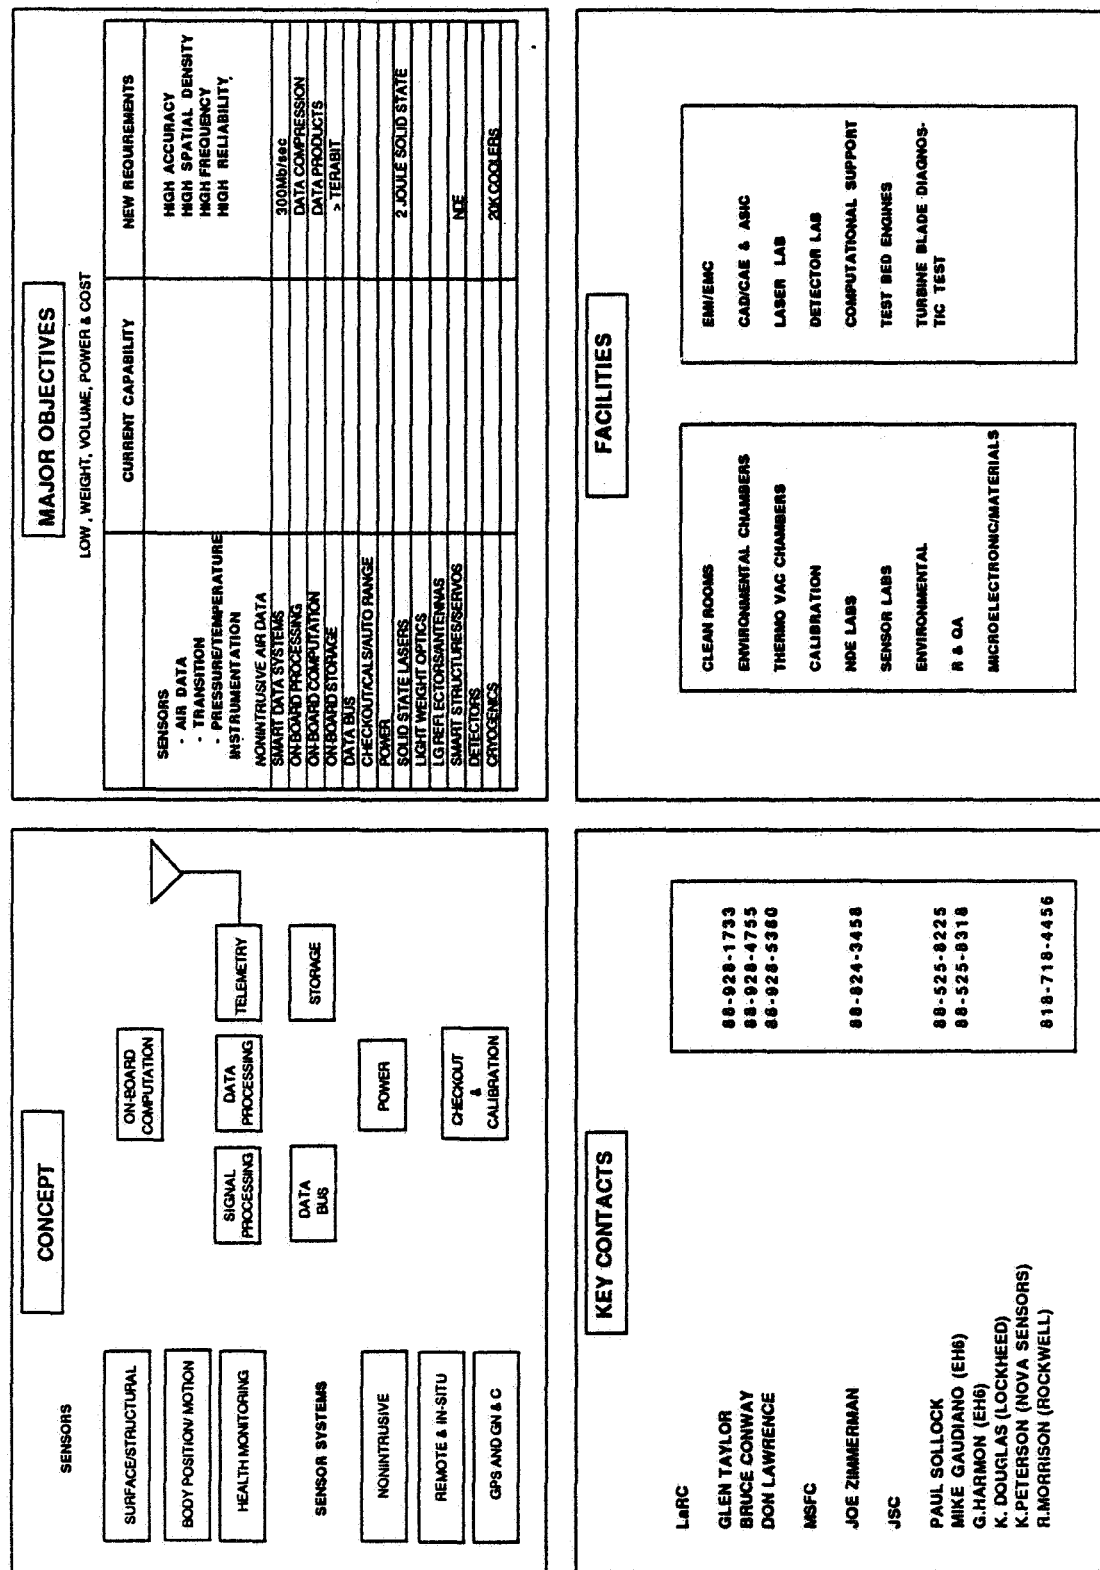 CONCEPT
SENSORS
SURFACE/STRUCTURAL
BODY POSITION/ MOTION
HEALTH MONITORING
SENSOR SYSTEMS
NONINTRUSIVE
REMOTE & IN-SITU
GPS AND GN & C
ON-BOARD
COMPUTATION
SIGNAL
PROCESSING
DATA
PROCESSING
TELEMETRY
DATA
BUS
STORAGE
POWER
CHECKOUT
&
CALIBRATION
MAJOR OBJECTIVES
LOW , WEIGHT, VOLUME, POWER & COST
CURRENT CAPABILITY
NEW REQUIREMENTS
SENSORS
- AIR DATA
- TRANSITION
- PRESSURE/TEMPERATURE
INSTRUMENTATION
HIGH ACCURACY
HIGH SPATIAL DENSITY
HIGH FREQUENCY
HIGH RELIABILITY,
NONINTRUSIVE AIR DATA
SMART DATA SYSTEMS 300Mb/sec
ON-BOARD PROCESSING DATA COMPRESSION
ON-BOARD COMPUTATION DATA PRODUCTS
ON-BOARD STORAGE > TERABIT
DATA BUS
CHECKOUT/CALS/AUTO RANGE
POWER
SOLID STATE LASERS 2 JOULE SOLID STATE
LIGHT WEIGHT OPTICS
LG REFLECTORS/ANTENNAS
SMART STRUCTURES/SERVOS NDE
DETECTORS
CRYOGENICS 20K COOLERS
KEY CONTACTS
LaRC
GLEN TAYLOR 88-928-1733
BRUCE CONWAY 88-928-4755
DON LAWRENCE 88-928-5380
MSFC
JOE ZIMMERMAN 88-824-3458
JSC
PAUL SOLLOCK 88-525-8225
MIKE GAUDIANO (EH6) 88-525-8318
G.HARMON (EH6)
K. DOUGLAS (LOCKHEED)
K.PETERSON (NOVA SENSORS)
R.MORRISON (ROCKWELL) 818-718-4456
FACILITIES
CLEAN ROOMS
ENVIRONMENTAL CHAMBERS
THERMO VAC CHAMBERS
CALIBRATION
NDE LABS
SENSOR LABS
ENVIRONMENTAL
R & QA
MICROELECTRONIC/MATERIALS
EMI/EMC
CAD/CAE & ASIC
LASER LAB
DETECTOR LAB
COMPUTATIONAL SUPPORT
TEST BED ENGINES
TURBINE BLADE DIAGNOS-
TIC TEST